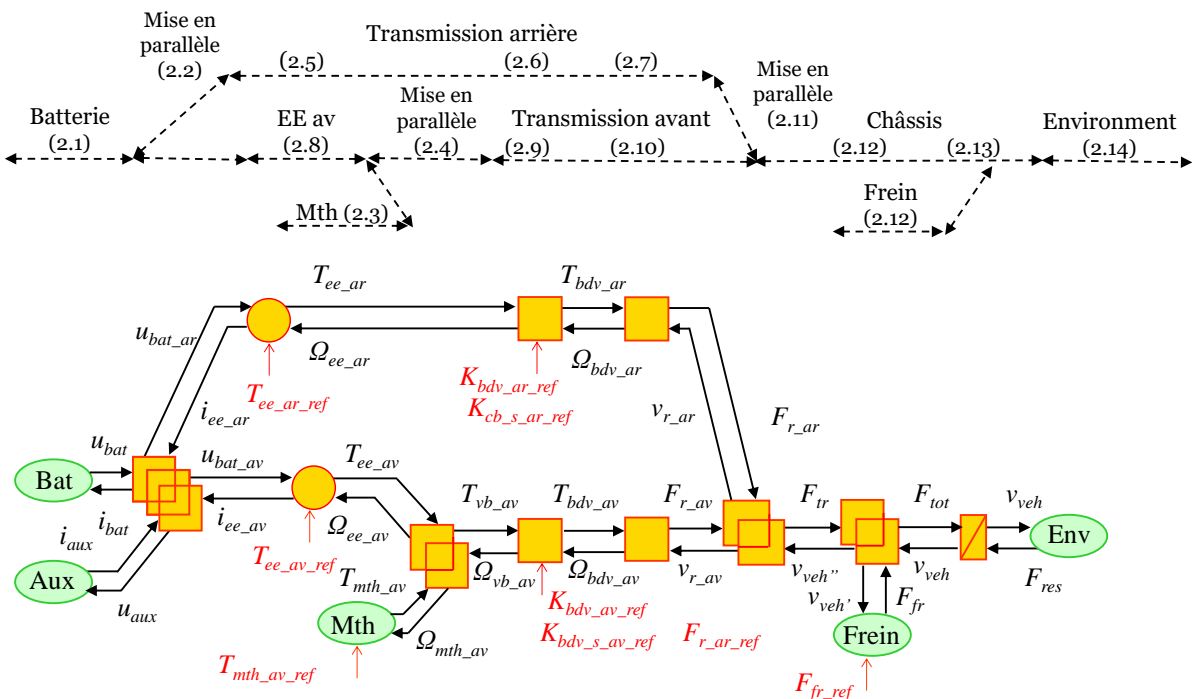 Mise en
parallèle
(2.2)
Transmission arrière
(2.5) (2.6) (2.7)
Mise en
parallèle
(2.11)
Batterie
(2.1)
EE av
(2.8)
Mise en
parallèle
(2.4)
Transmission avant
(2.9) (2.10)
Châssis
(2.12) (2.13)
Environment
(2.14)
Mth (2.3)
Frein
(2.12)
T_ee_ar
T_bdv_ar
u_bat_ar
Ω_ee_ar
Ω_bdv_ar
T_ee_ar_ref
K_bdv_ar_ref
K_cb_s_ar_ref
i_ee_ar
v_r_ar
F_r_ar
u_bat
u_bat_av
T_ee_av
Bat
T_vb_av
T_bdv_av
F_r_av
F_tr
F_tot
v_veh
i_bat
i_ee_av
Ω_ee_av
Env
i_aux
T_ee_av_ref
Ω_vb_av
Ω_bdv_av
v_r_av
v_veh''
v_veh
F_res
Aux
T_mth_av
v_veh'
F_fr
u_aux
K_bdv_av_ref
Mth
Ω_mth_av
K_bdv_s_av_ref
F_r_ar_ref
Frein
T_mth_av_ref
F_fr_ref